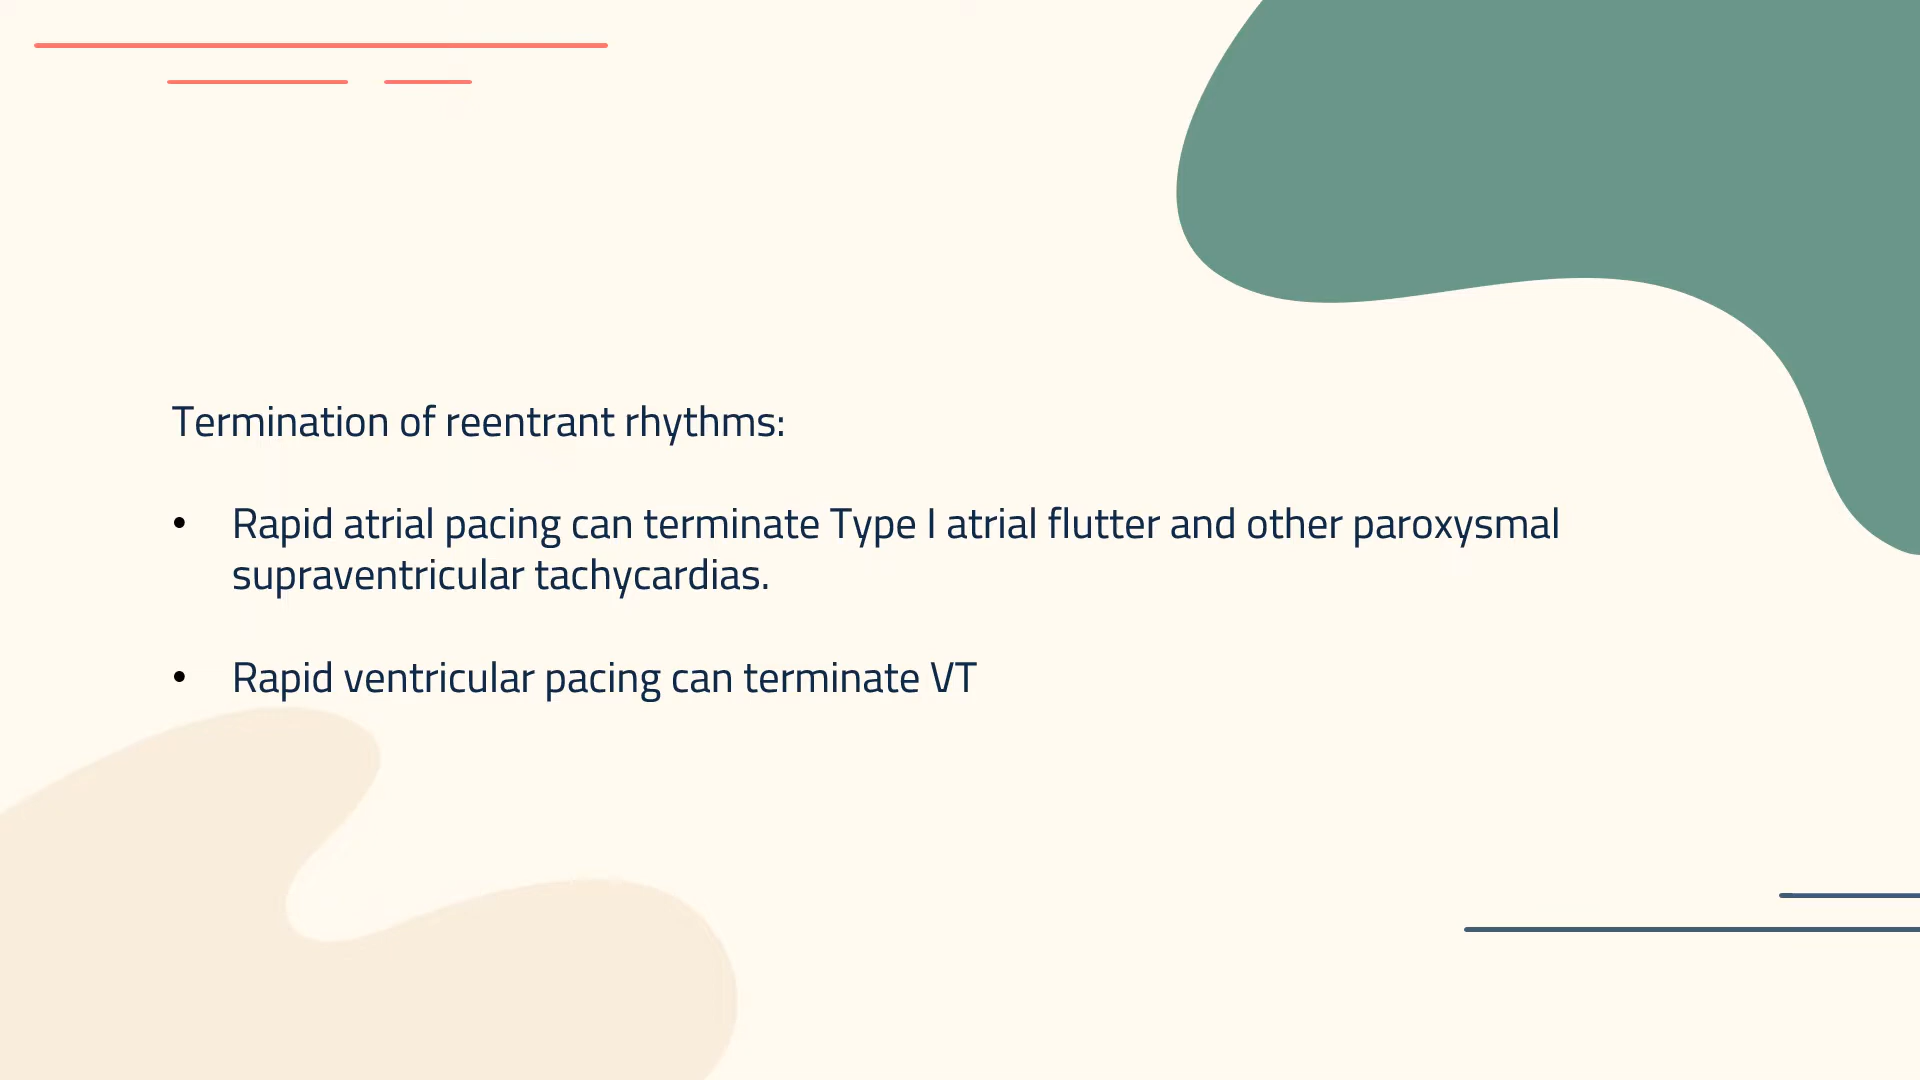 Termination of reentrant rhythms:
• Rapid atrial pacing can terminate Type I atrial flutter and other paroxysmal
supraventricular tachycardias.
• Rapid ventricular pacing can terminate VT